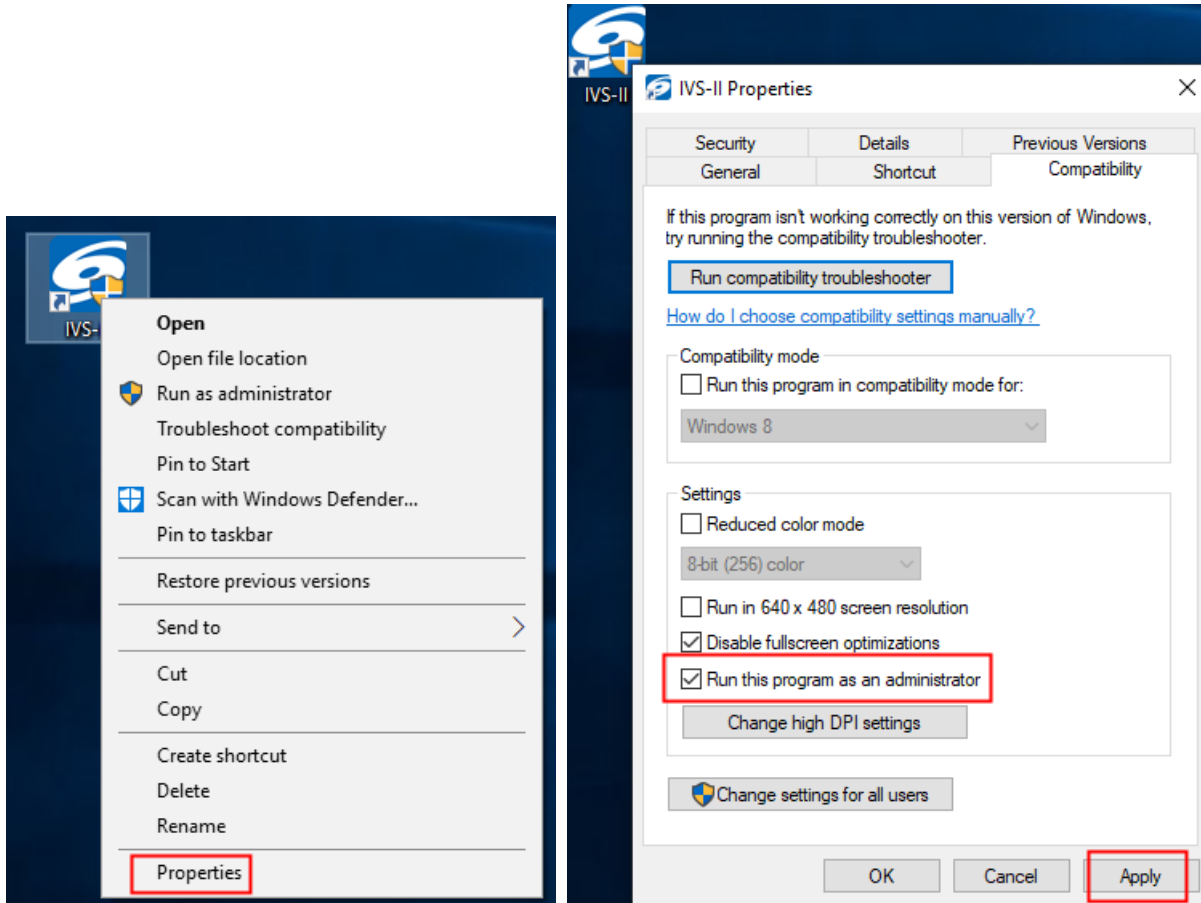 IVS-
Open
Open file location
Run as administrator
Troubleshoot compatibility
Pin to Start
Scan with Windows Defender...
Pin to taskbar
Restore previous versions
Send to
Cut
Copy
Create shortcut
Delete
Rename
Properties
IVS-II
IVS-II Properties
Security Details Previous Versions
General Shortcut Compatibility
If this program isn't working correctly on this version of Windows,
try running the compatibility troubleshooter.
Run compatibility troubleshooter
How do I choose compatibility settings manually?
Compatibility mode
Run this program in compatibility mode for:
Windows 8
Settings
Reduced color mode
8-bit (256) color
Run in 640 x 480 screen resolution
Disable fullscreen optimizations
Run this program as an administrator
Change high DPI settings
Change settings for all users
OK Cancel Apply